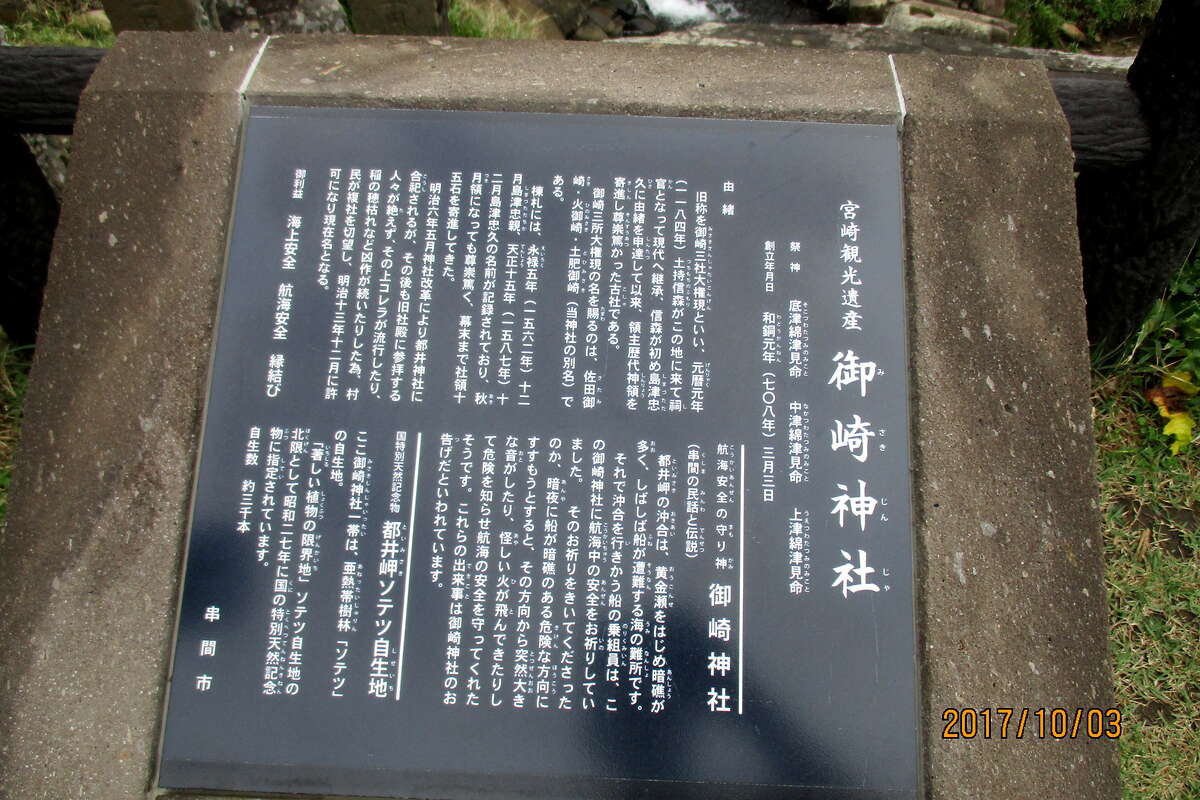 宮崎観光遺産 御崎神社
祭神 底津綿津見命 中津綿津見命 上津綿津見命
創立年月日 和銅元年（七〇八年）三月三日
由緒
旧称を御崎三社大権現といい、元暦元年
（一一八四年）土持信森がこの地に来て祠
官となって現代へ継承、信森が初め島津忠
久に由緒を申達して以来、領主歴代神領を
寄進し尊崇篤かった古社である。
御崎三所大権現の名を賜るのは、佐田御
崎・火御崎・土肥御崎（当神社の別名）で
ある。
棟札には、永禄五年（一五六二年）十二
月島津忠親、天正十五年（一五八七年）十
二月島津忠久の名前が記録されており、秋
月領になっても尊崇篤く、幕末まで社領十
五石を寄進してきた。
明治六年五月神社改革により都井神社に
合祀されるが、その後も旧社殿に参拝する
人々が絶えず、その上コレラが流行したり、
稲の穂枯れなど凶作が続いたりした為、村
民が複社を切望し、明治十三年十二月に許
可になり現在名となる。
御利益 海上安全 航海安全 縁結び
航海安全の守り神 御崎神社
（串間の民話と伝説）
都井岬の沖合は、黄金瀬をはじめ暗礁が
多く、しばしば船が遭難する海の難所です。
それで沖合を行きかう船の乗組員は、こ
の御崎神社に航海中の安全をお祈りしてい
ました。そのお祈りをきいてくださった
のか、暗夜に船が暗礁のある危険な方向に
すすもうとすると、その方向から突然大き
な音がしたり、怪しい火が飛んできたりし
て危険を知らせ航海の安全を守ってくれた
そうです。これらの出来事は御崎神社のお
告げだといわれています。
国特別天然記念物 都井岬ソテツ自生地
ここ御崎神社一帯は、亜熱帯樹林「ソテツ」
の自生地。
「著しい植物の限界地」ソテツ自生地の
北限として昭和二七年に国の特別天然記念
物に指定されています。
自生数 約三千本
串間市
2017/10/03